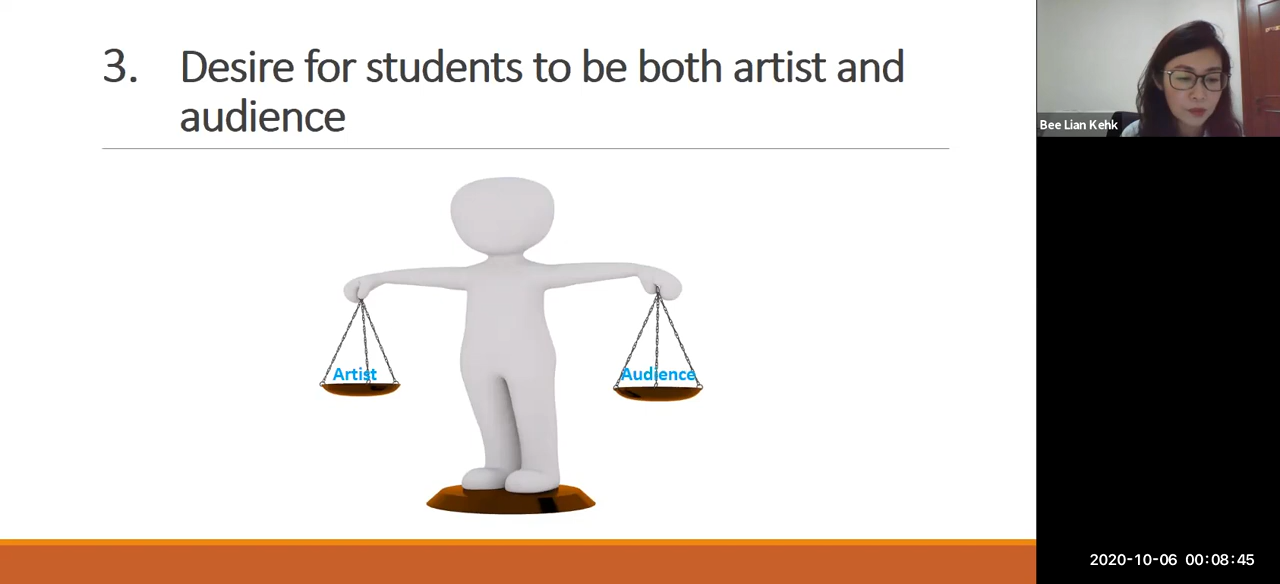 3. Desire for students to be both artist and
audience
Artist
Audience
Bee Lian Kehk
2020-10-06 00:08:45